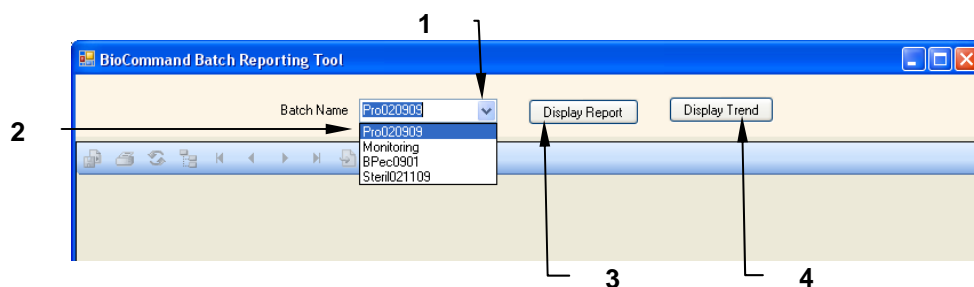 1
BioCommand Batch Reporting Tool
Batch Name Pro020909 Display Report Display Trend
2
Pro020909
Monitoring
BPec0901
Steril021109
3 4